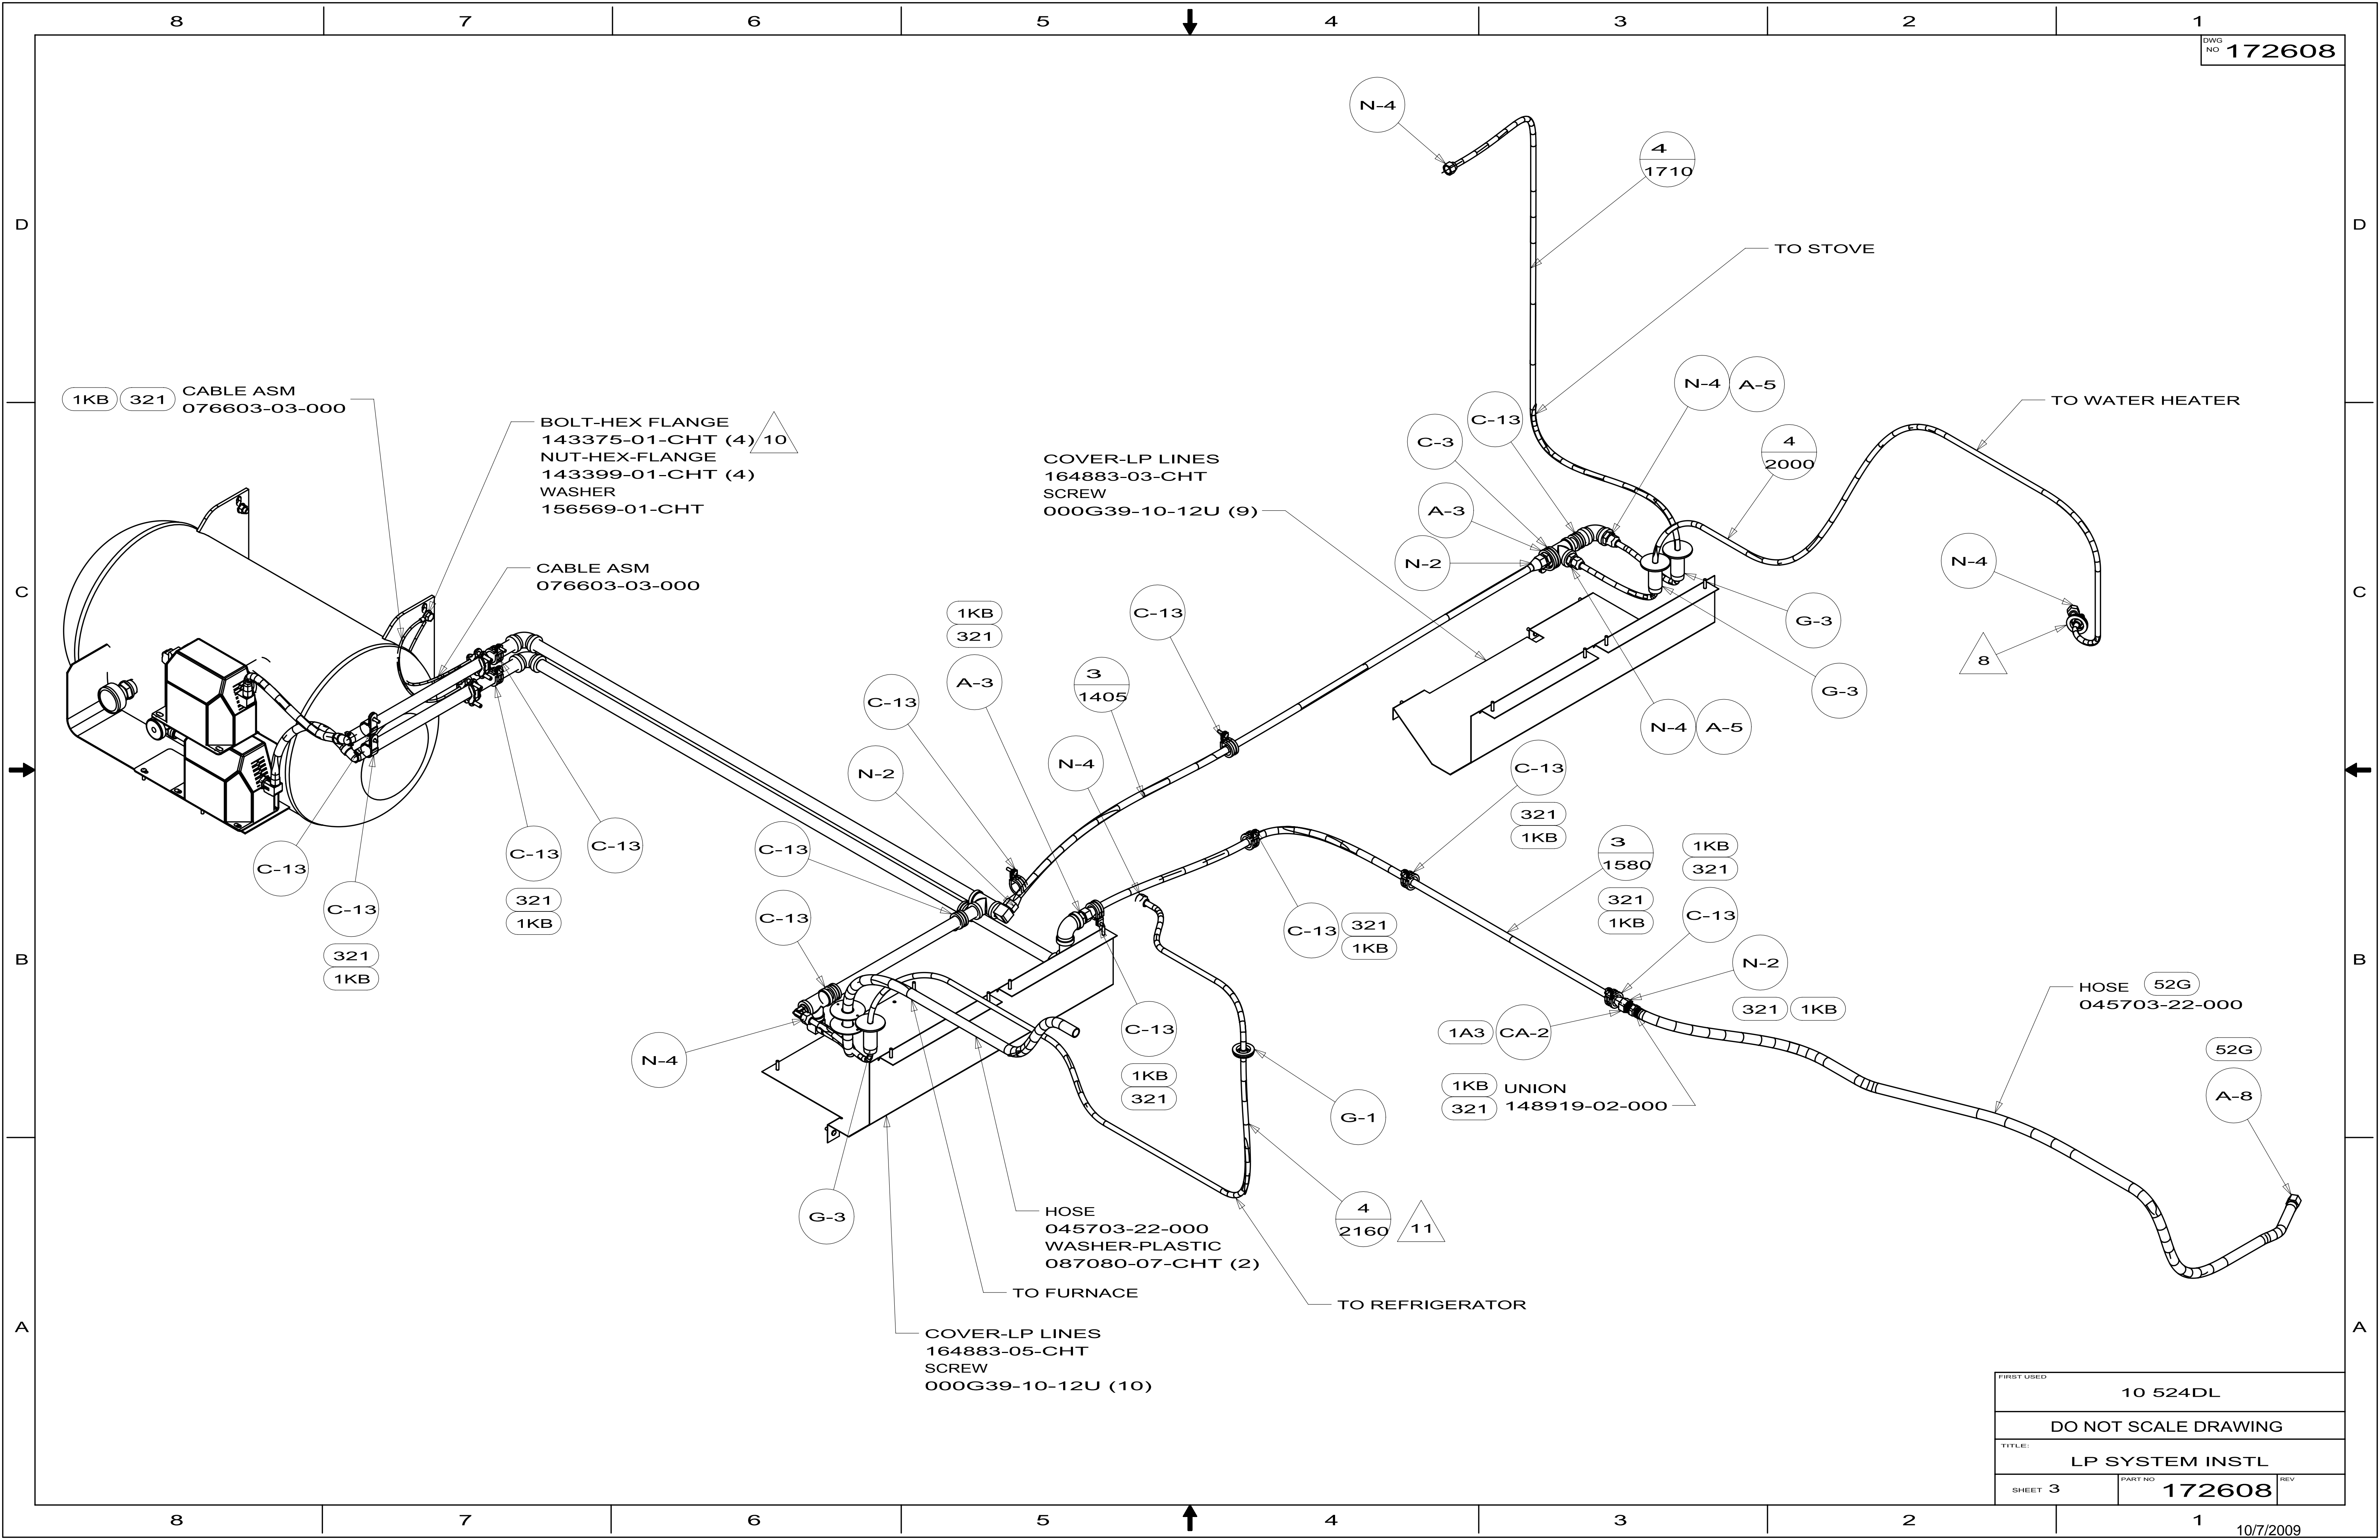 8 7 6 5 4 3 2 1
DWG NO 172608
N-4
4
1710
D D
TO STOVE
N-4 A-5
1KB 321 CABLE ASM
076603-03-000
TO WATER HEATER
BOLT-HEX FLANGE
143375-01-CHT (4) 10
NUT-HEX-FLANGE
143399-01-CHT (4)
WASHER
156569-01-CHT
C-13
C-3
4
2000
COVER-LP LINES
164883-03-CHT
SCREW
000G39-10-12U (9)
A-3
N-2
N-4
CABLE ASM
076603-03-000
C C
1KB
321
C-13
G-3
8
A-3
3
1405
G-3
C-13
N-4 A-5
N-2
N-4
C-13
321
1KB
C-13
C-13
C-13
C-13
3
1580
1KB
321
C-13
321
1KB
321
1KB
C-13
C-13
C-13
321
1KB
321
1KB
B B
N-2
HOSE 52G
045703-22-000
321 1KB
C-13
1A3 CA-2
52G
N-4
1KB
321
1KB
321
UNION
148919-02-000
A-8
G-1
G-3
HOSE
045703-22-000
WASHER-PLASTIC
087080-07-CHT (2)
4
2160
11
TO FURNACE
TO REFRIGERATOR
A A
COVER-LP LINES
164883-05-CHT
SCREW
000G39-10-12U (10)
FIRST USED
10 524DL
DO NOT SCALE DRAWING
TITLE:
LP SYSTEM INSTL
SHEET 3
PART NO
172608
REV
8 7 6 5 4 3 2 1
10/7/2009